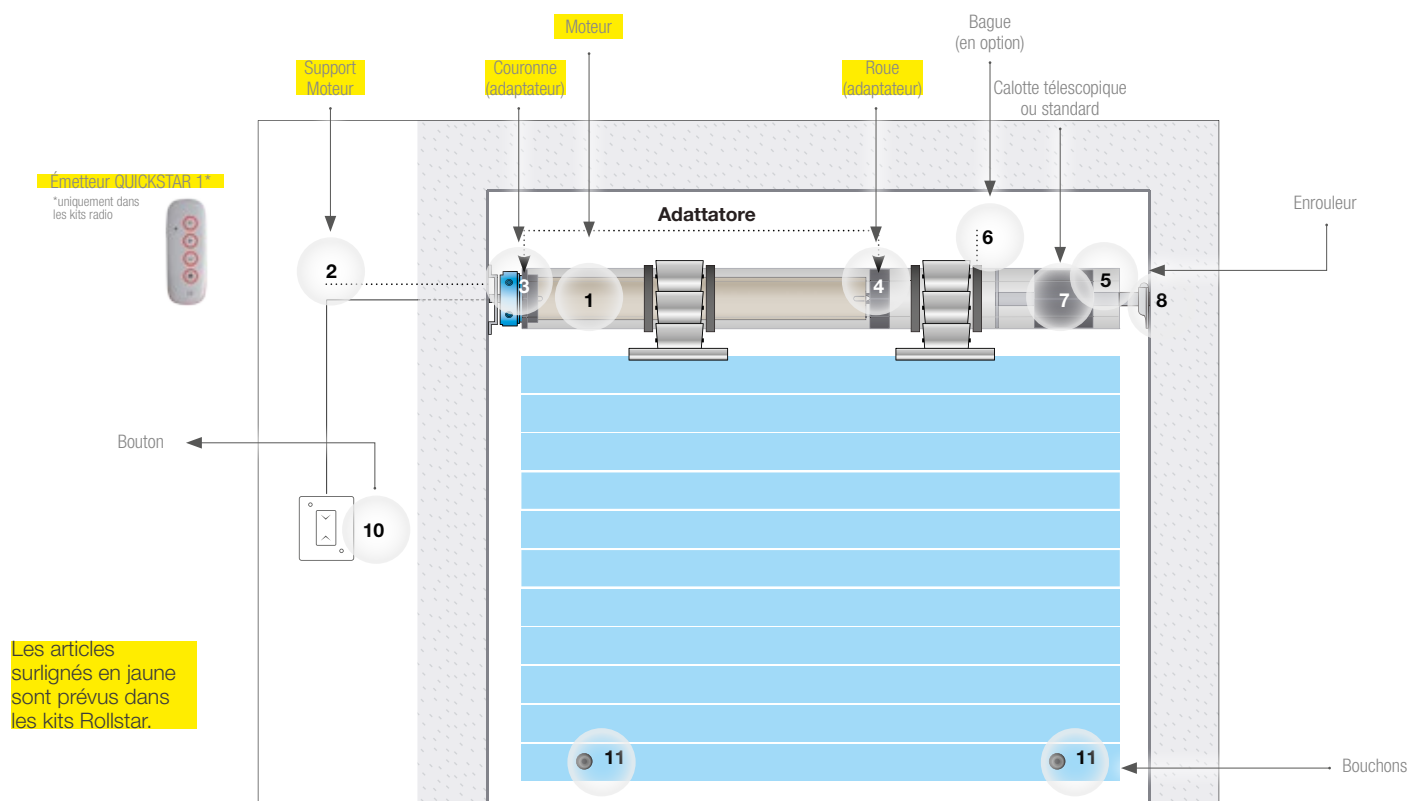 Moteur
Bague
(en option)
Support
Moteur
Couronne
(adaptateur)
Roue
(adaptateur)
Calotte télescopique
ou standard
Émetteur QUICKSTAR 1*
*uniquement dans
les kits radio
Enrouleur
Adattatore
6
2
3
1
4
5
7
8
Bouton
10
Les articles
surlignés en jaune
sont prévus dans
les kits Rollstar.
11
11
Bouchons